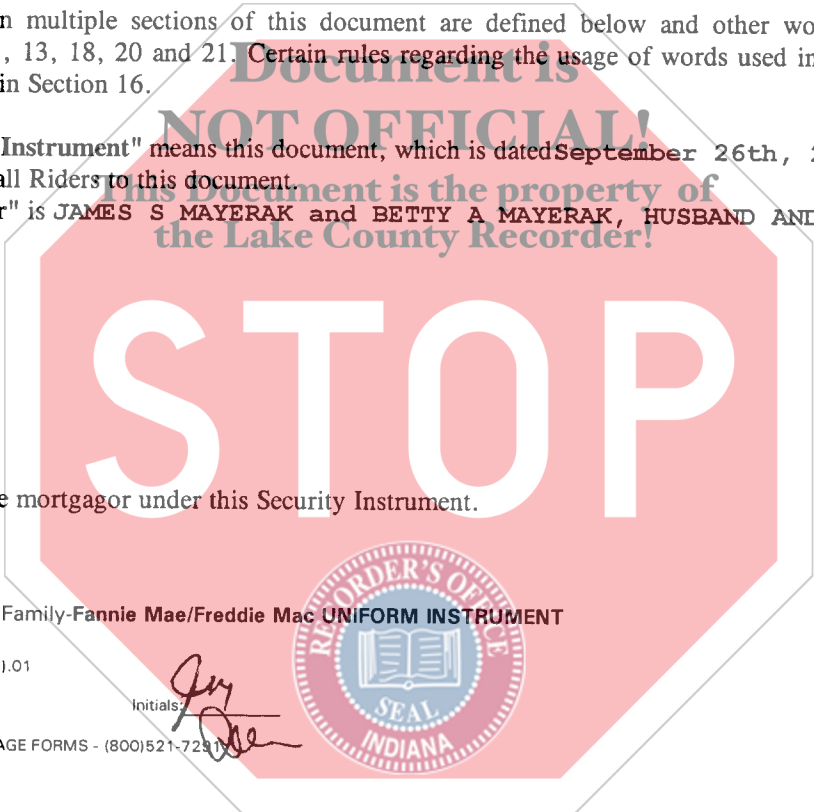 n multiple sections of this document are defined below and other wo
, 13, 18, 20 and 21. Certain rules regarding the usage of words used in
in Section 16.
Document is
NOT OFFICIAL!
Instrument" means this document, which is dated September 26th, 2
all Riders to this document.
This Document is the property of
r" is JAMES S MAYERAK and BETTY A MAYERAK, HUSBAND AND
the Lake County Recorder!
STOP
e mortgagor under this Security Instrument.
RECORDER'S OFFICE
Family-Fannie Mae/Freddie Mac UNIFORM INSTRUMENT
).01
Initials:
SEAL
INDIANA
AGE FORMS - (800)521-7291